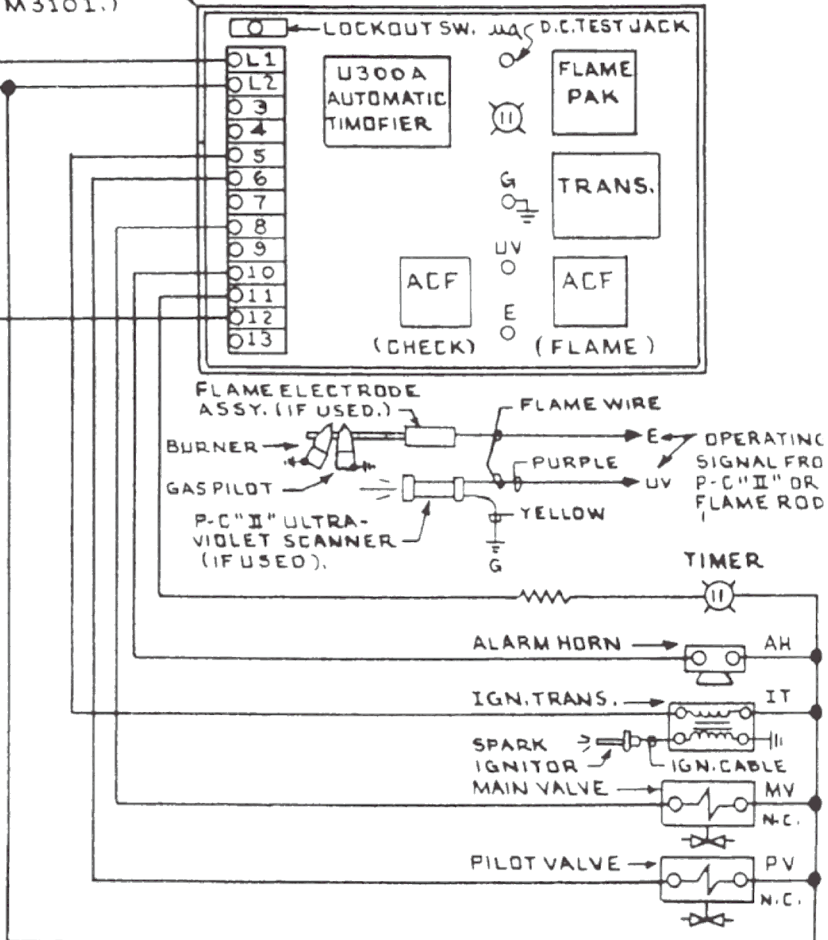 M3101.)
LOCKOUT SW.
µa
D.C. TEST JACK
L1
L2
3
4
5
6
7
8
9
10
11
12
13
U300A
AUTOMATIC
TIMOFIER
FLAME
PAK
G
TRANS.
UV
ACF
ACF
E
(CHECK)
(FLAME)
FLAME ELECTRODE
ASSY. (IF USED.)
FLAME WIRE
BURNER
E
OPERATING
SIGNAL FRO
P-C "II" OR
FLAME ROD
PURPLE
UV
GAS PILOT
YELLOW
P-C "II" ULTRA-
VIOLET SCANNER
(IF USED).
G
TIMER
ALARM HORN
AH
IGN. TRANS.
IT
SPARK
IGNITOR
IGN. CABLE
MAIN VALVE
MV
N.C.
PILOT VALVE
PV
N.C.